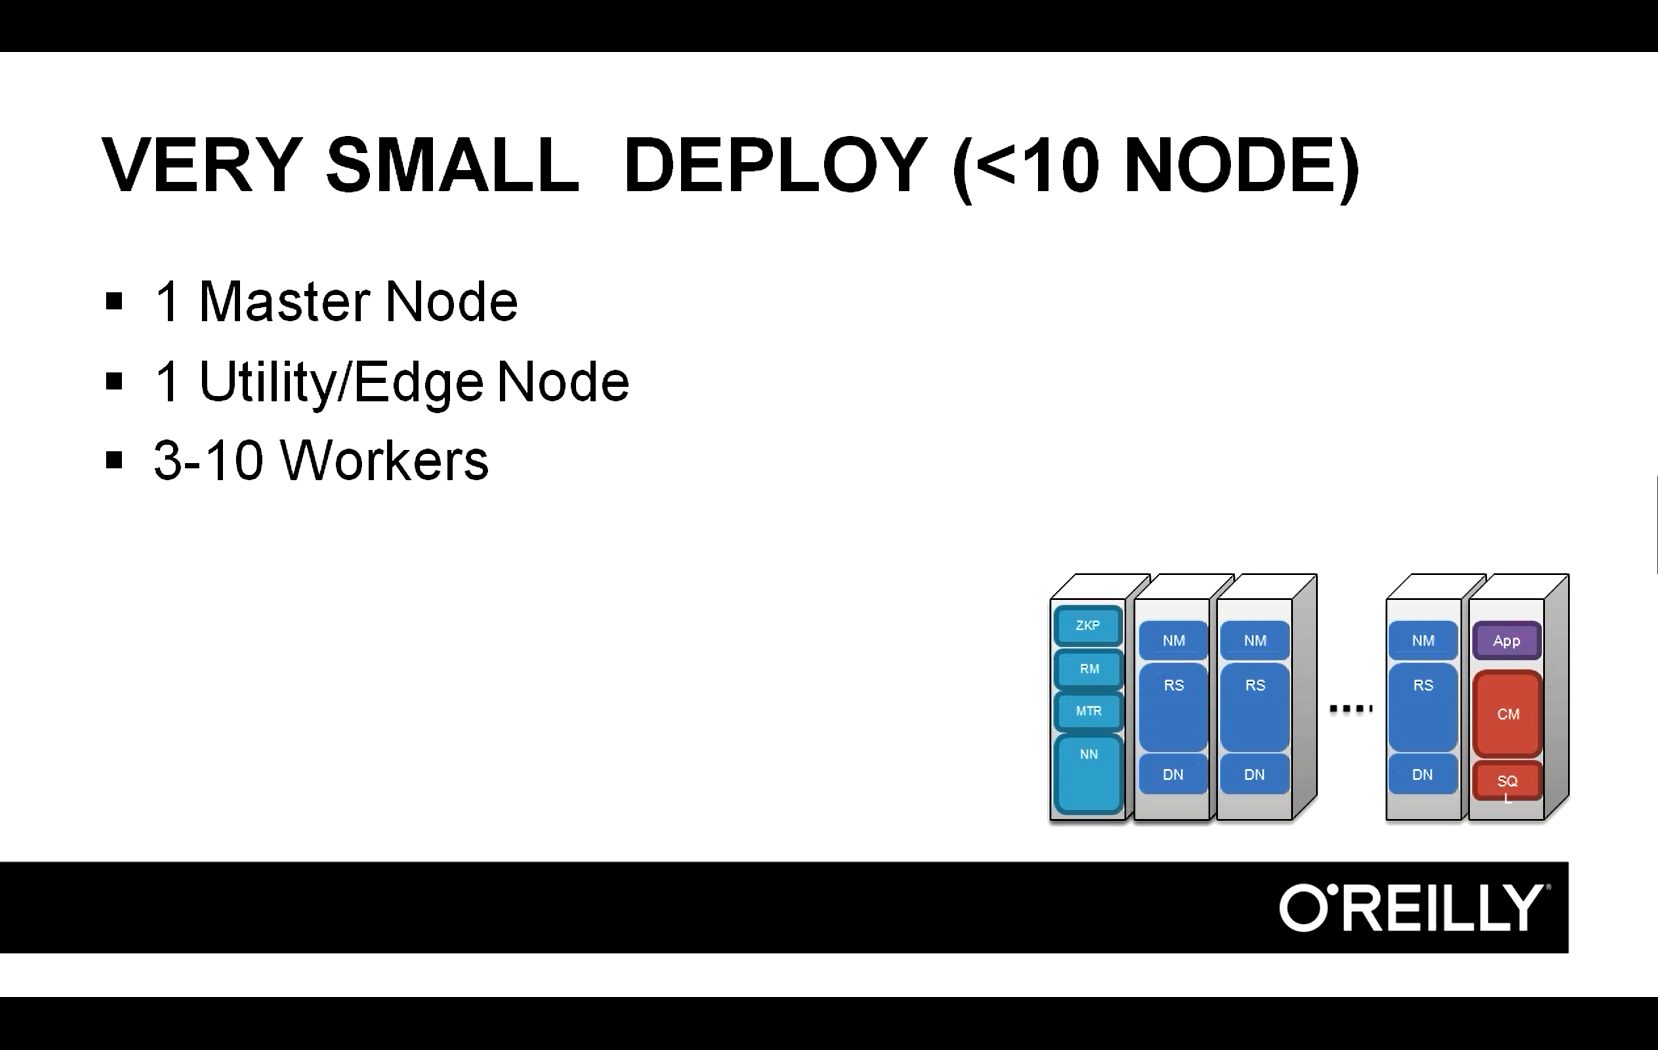 VERY SMALL DEPLOY (<10 NODE)
▪ 1 Master Node
▪ 1 Utility/Edge Node
▪ 3-10 Workers
ZKP
RM
MTR
NN
NM
RS
DN
NM
RS
DN
NM
RS
DN
App
CM
SQ
L
O'REILLY®